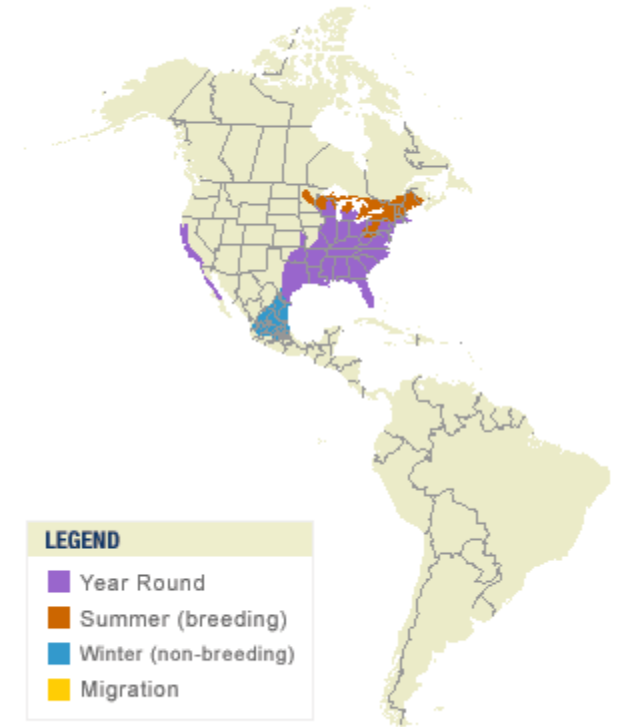 LEGEND
Year Round
Summer (breeding)
Winter (non-breeding)
Migration